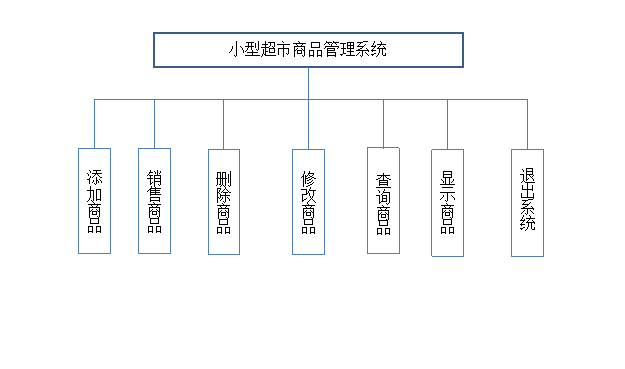 小型超市商品管理系统
添加商品
销售商品
删除商品
修改商品
查询商品
显示商品
退出系统